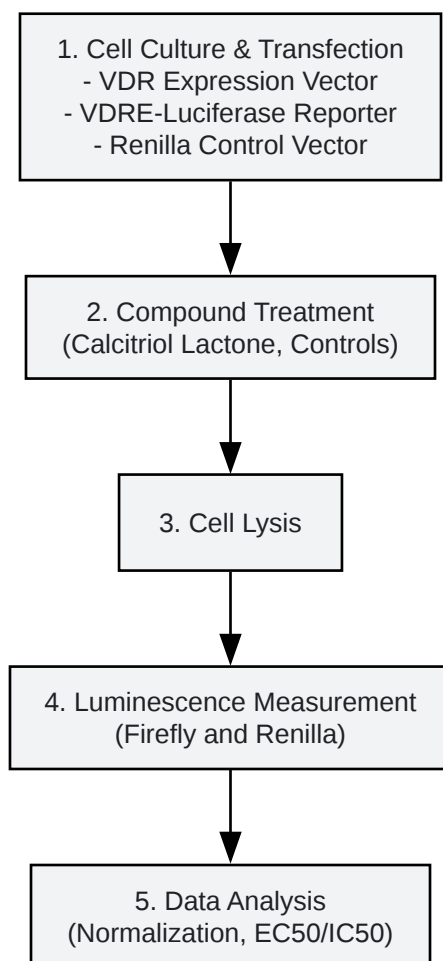 1. Cell Culture & Transfection
- VDR Expression Vector
- VDRE-Luciferase Reporter
- Renilla Control Vector
2. Compound Treatment
(Calcitriol Lactone, Controls)
3. Cell Lysis
4. Luminescence Measurement
(Firefly and Renilla)
5. Data Analysis
(Normalization, EC50/IC50)